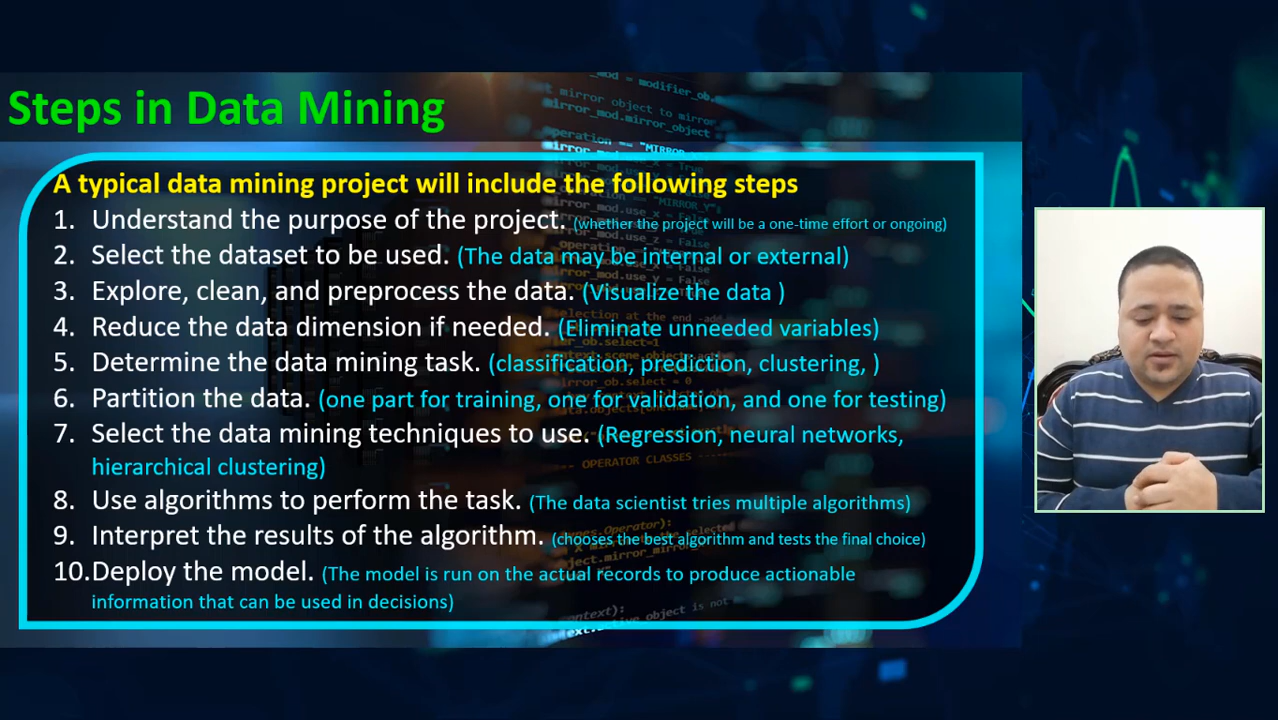 Steps in Data Mining
A typical data mining project will include the following steps
1. Understand the purpose of the project. (whether the project will be a one-time effort or ongoing)
2. Select the dataset to be used. (The data may be internal or external)
3. Explore, clean, and preprocess the data. (Visualize the data )
4. Reduce the data dimension if needed. (Eliminate unneeded variables)
5. Determine the data mining task. (classification, prediction, clustering, )
6. Partition the data. (one part for training, one for validation, and one for testing)
7. Select the data mining techniques to use. (Regression, neural networks,
hierarchical clustering)
8. Use algorithms to perform the task. (The data scientist tries multiple algorithms)
9. Interpret the results of the algorithm. (chooses the best algorithm and tests the final choice)
10.Deploy the model. (The model is run on the actual records to produce actionable
information that can be used in decisions)